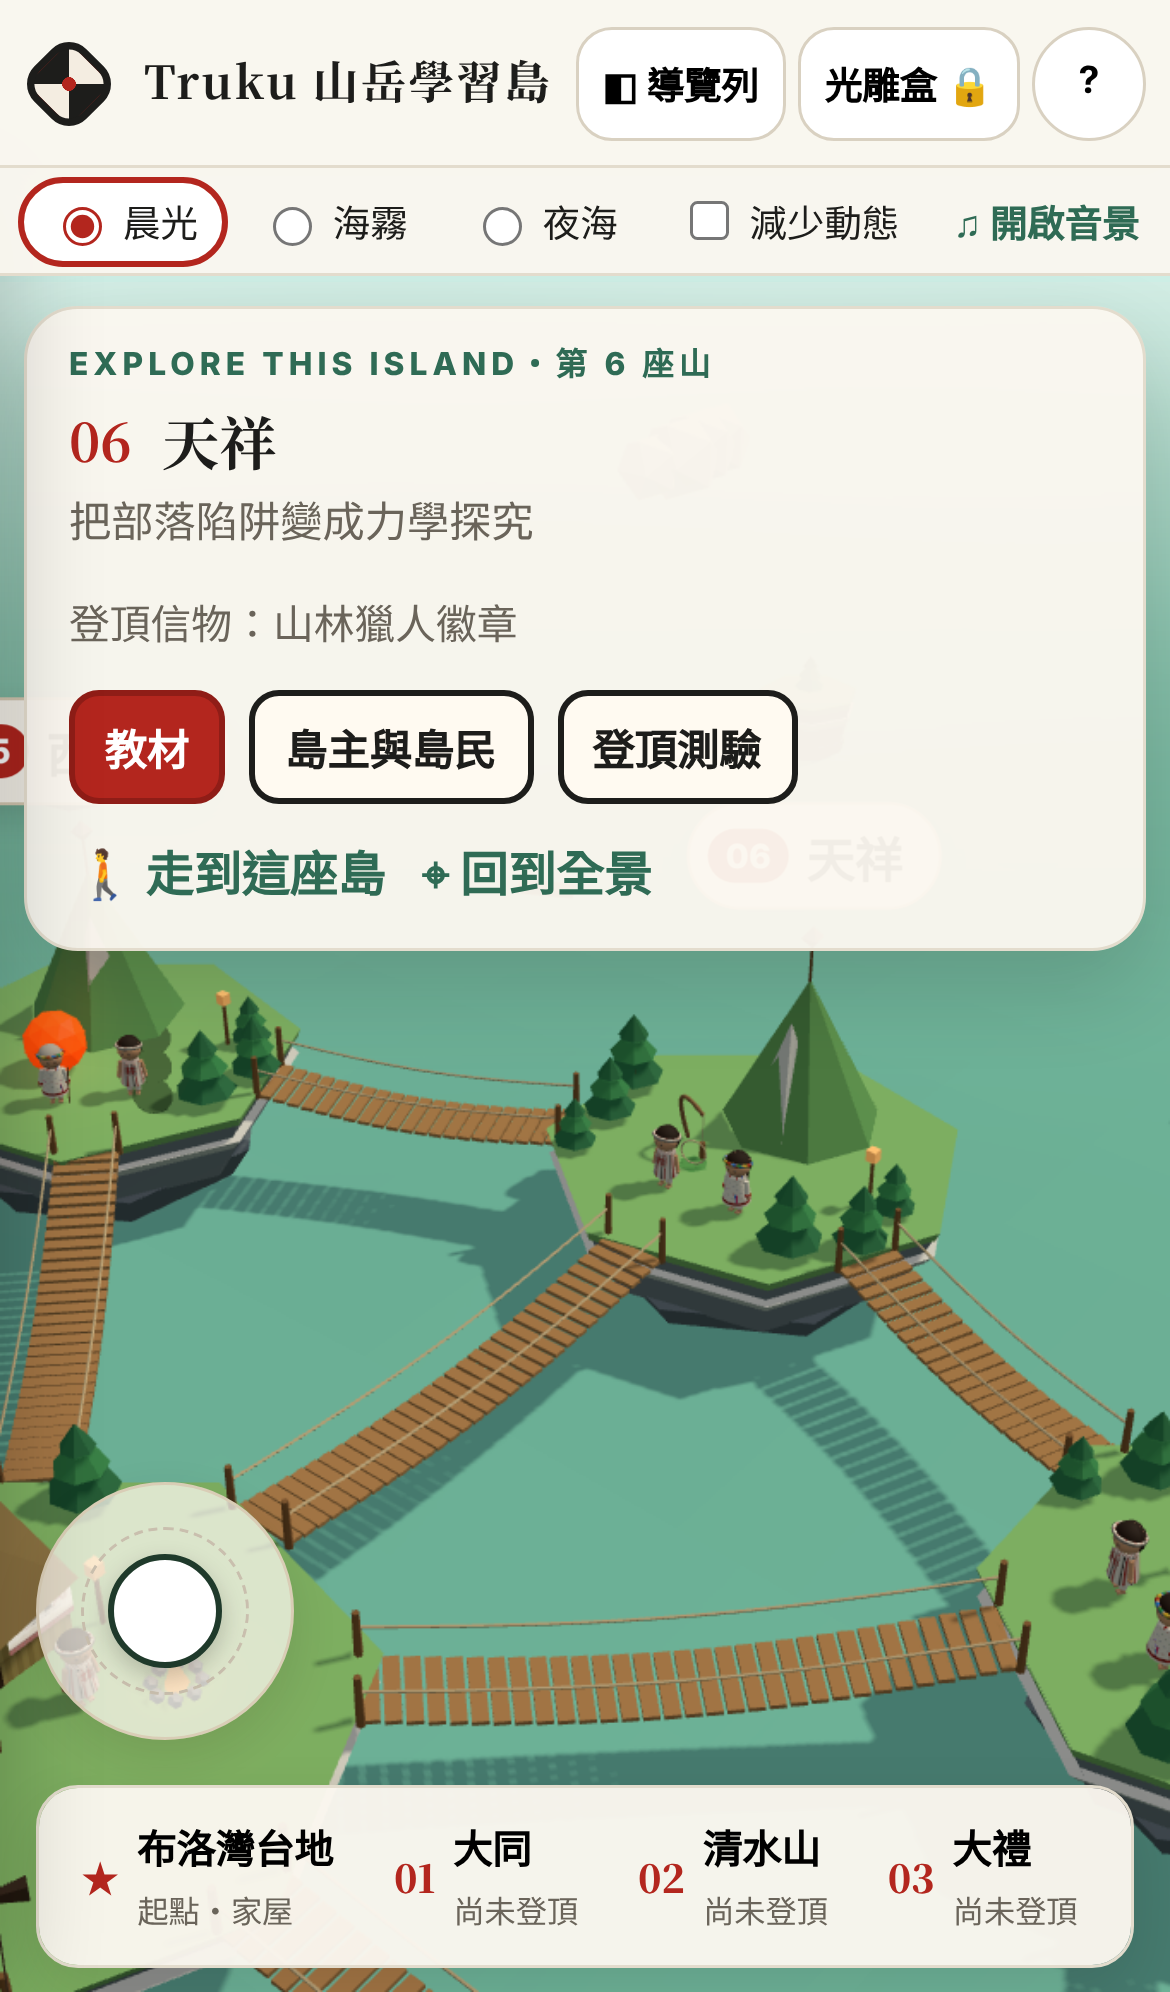 Truku 山岳學習島
◧ 導覽列
光雕盒 🔒
?
晨光
海霧
夜海
減少動態
♫ 開啟音景
EXPLORE THIS ISLAND・第 6 座山
06 天祥
把部落陷阱變成力學探究
登頂信物：山林獵人徽章
教材
島主與島民
登頂測驗
🚶 走到這座島
⌖ 回到全景
5 西
06 天祥
★ 布洛灣台地
起點・家屋
01 大同
尚未登頂
02 清水山
尚未登頂
03 大禮
尚未登頂